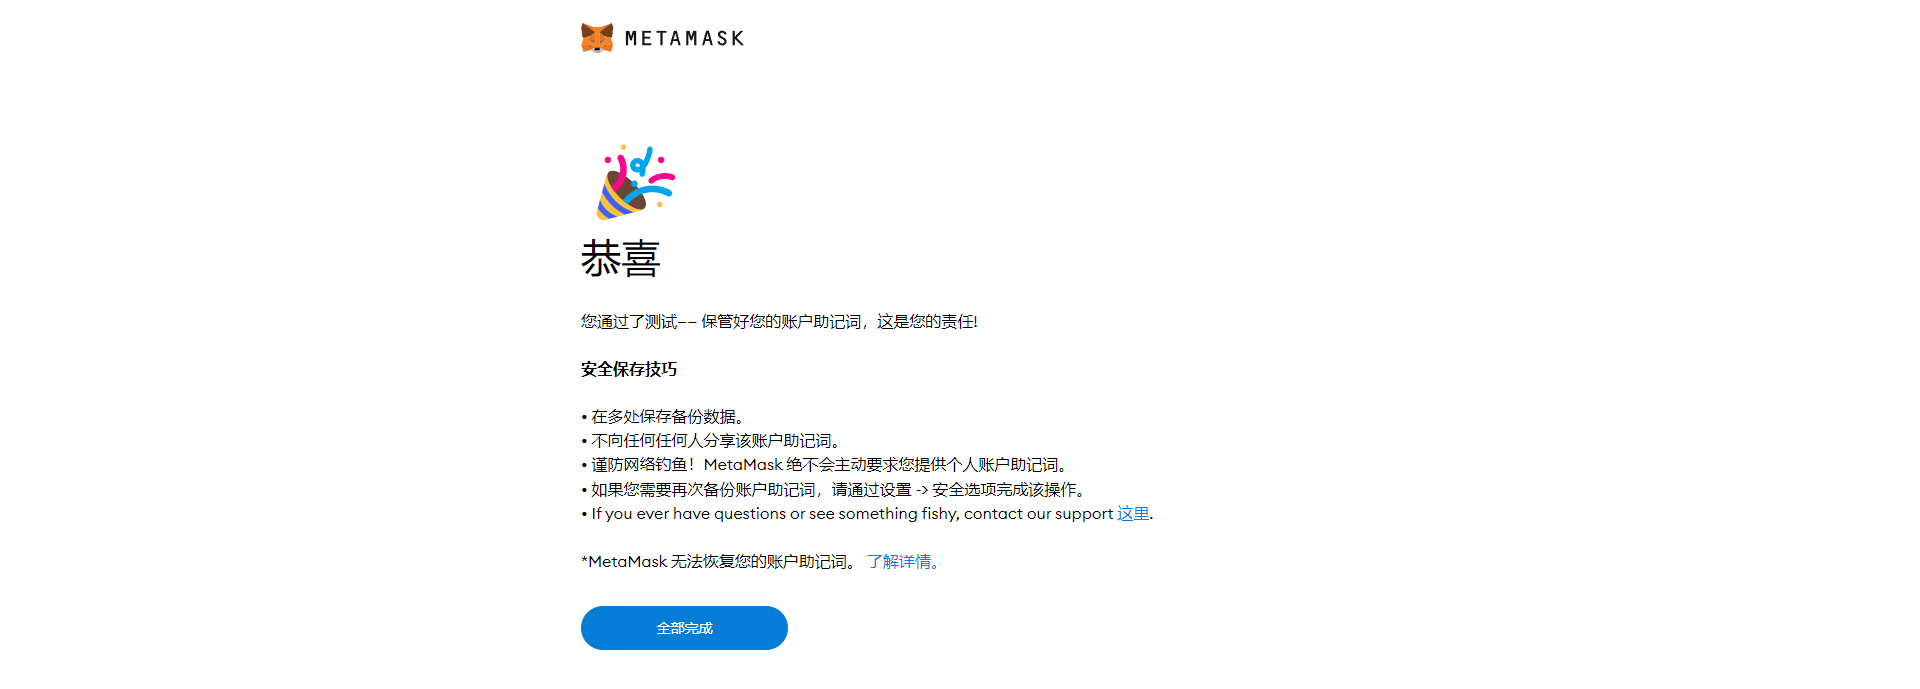 METAMASK
恭喜
您通过了测试–– 保管好您的账户助记词，这是您的责任!
安全保存技巧
• 在多处保存备份数据。
• 不向任何任何人分享该账户助记词。
• 谨防网络钓鱼！MetaMask 绝不会主动要求您提供个人账户助记词。
• 如果您需要再次备份账户助记词，请通过设置 -> 安全选项完成该操作。
• If you ever have questions or see something fishy, contact our support 这里.
*MetaMask 无法恢复您的账户助记词。 了解详情。
全部完成